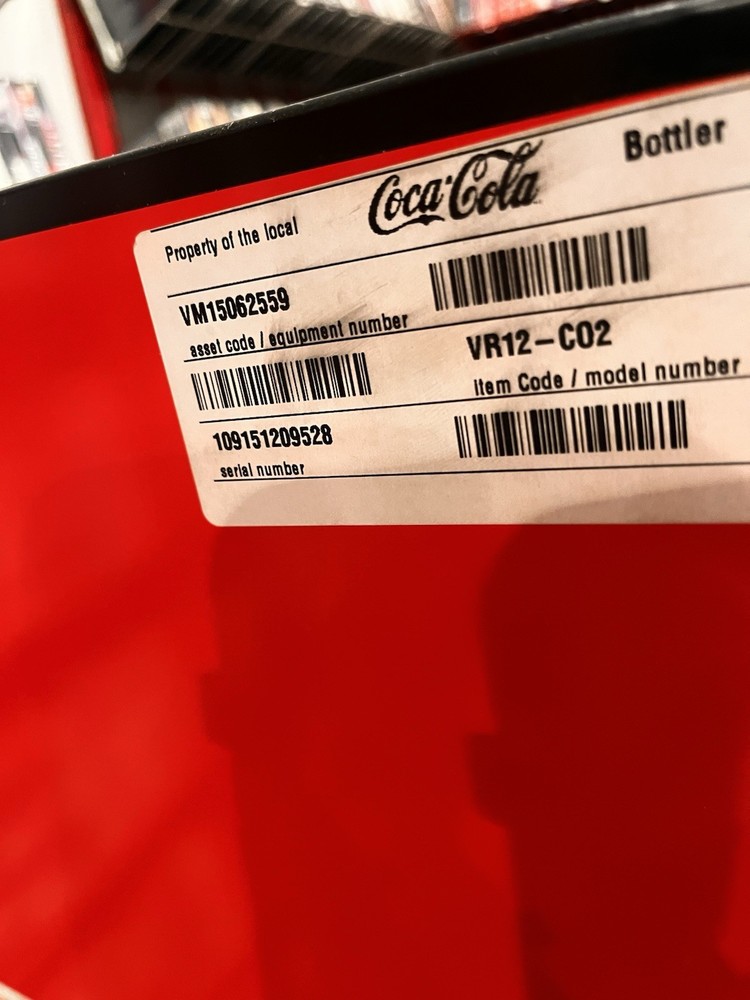 Property of the local Coca-Cola Bottler
VM15062559
asset code / equipment number
VR12-CO2
Item Code / model number
109151209528
serial number